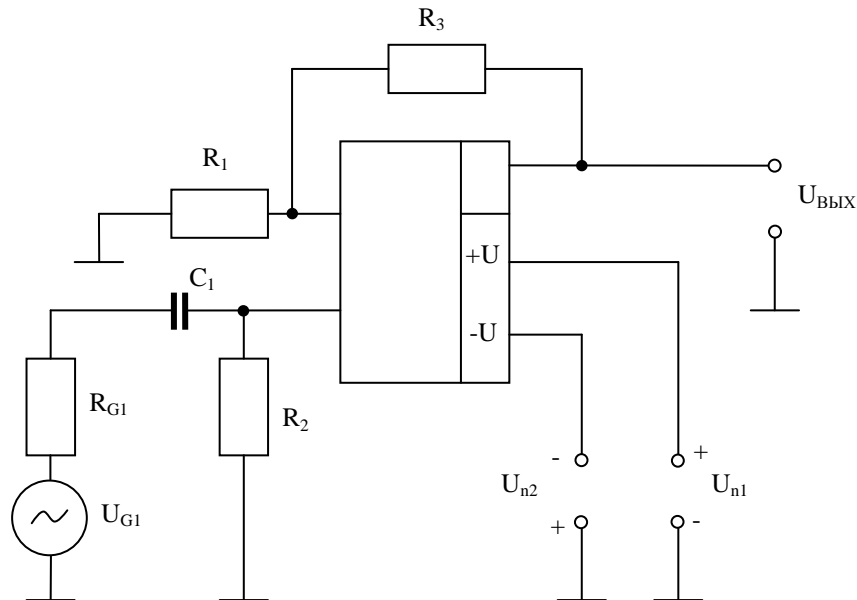 R3
R1
UВЫХ
+U
C1
-U
RG1
R2
- +
Un2 Un1
UG1
+ -